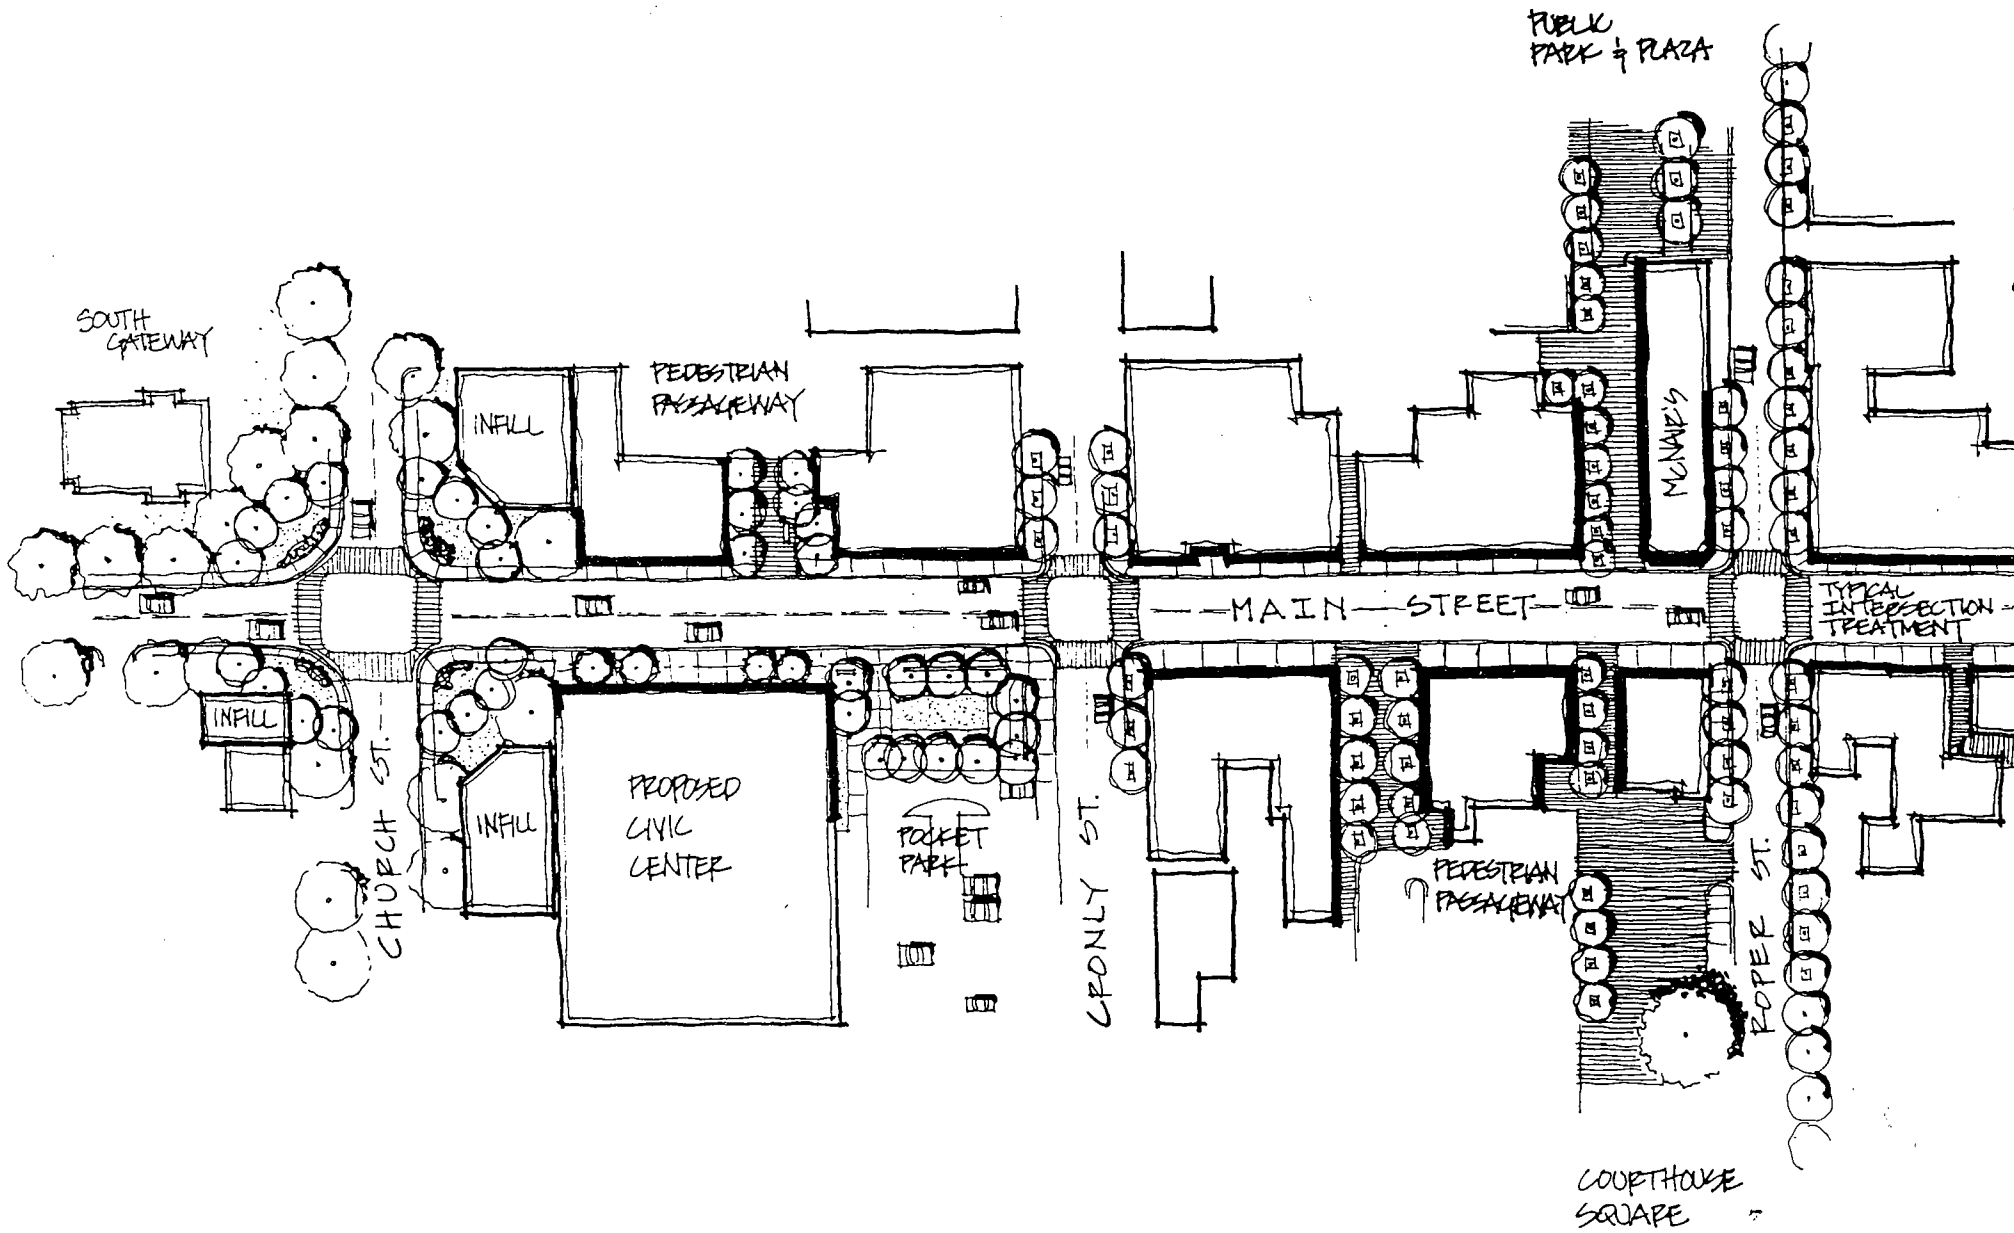 PUBLIC
PARK & PLAZA
SOUTH
GATEWAY
PEDESTRIAN
PASSAGEWAY
INFILL
McNAIR'S
MAIN STREET
TYPICAL
INTERSECTION
TREATMENT
INFILL
CHURCH ST.
INFILL
PROPOSED
CIVIC
CENTER
POCKET
PARK
CRONLY ST.
PEDESTRIAN
PASSAGEWAY
ROPER ST.
COURTHOUSE
SQUARE